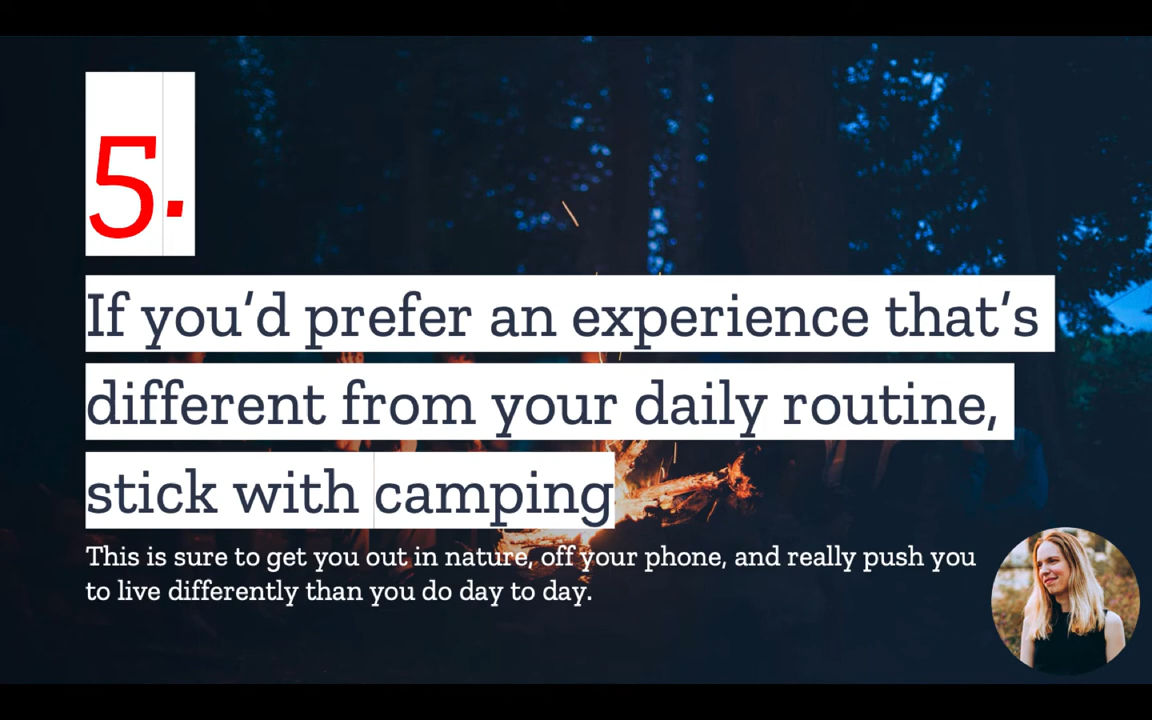 5.
If you’d prefer an experience that’s
different from your daily routine,
stick with camping
This is sure to get you out in nature, off your phone, and really push you
to live differently than you do day to day.